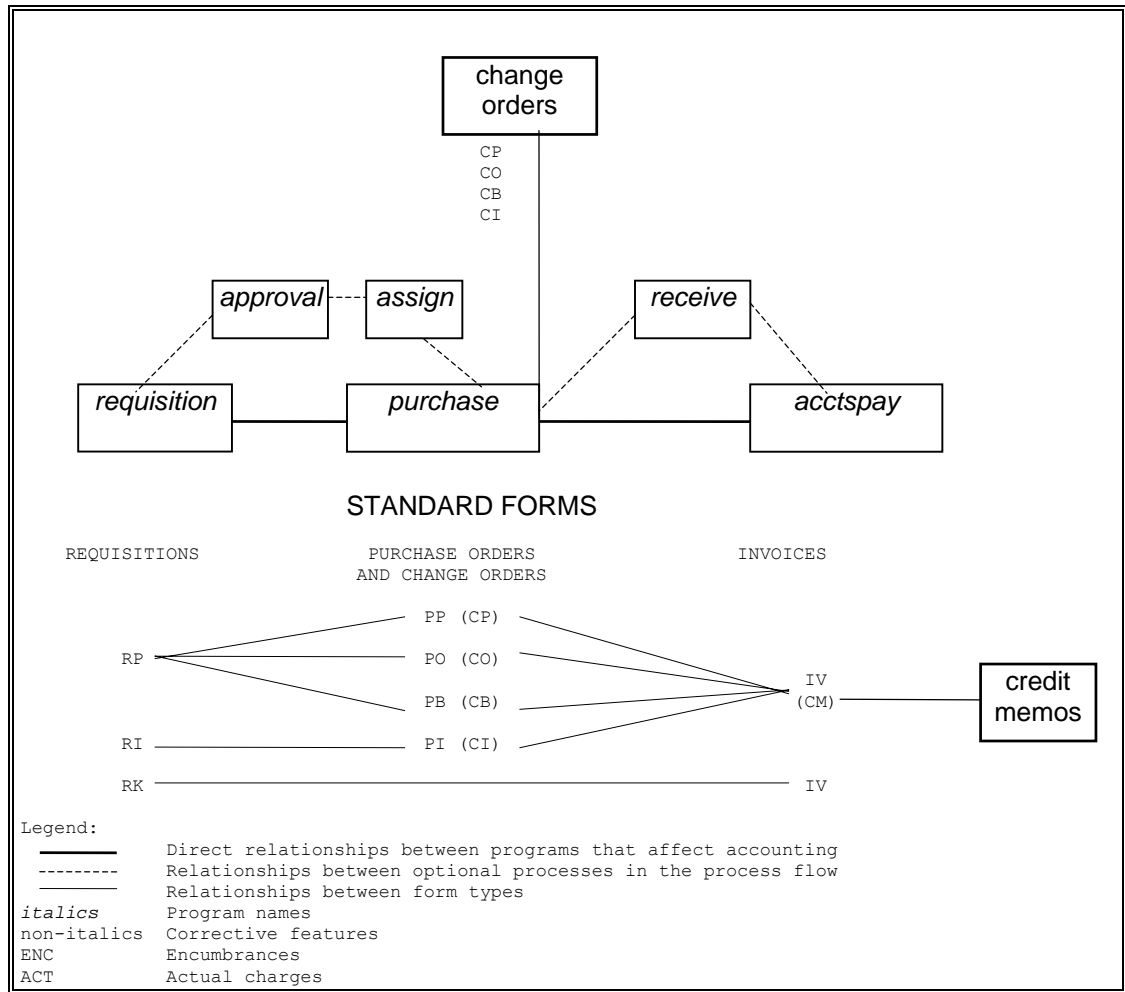 change
orders
CP
CO
CB
CI
approval
assign
receive
requisition
purchase
acctspay
STANDARD FORMS
REQUISITIONS
PURCHASE ORDERS
AND CHANGE ORDERS
INVOICES
PP (CP)
RP
PO (CO)
PB (CB)
IV
(CM)
credit
memos
RI
PI (CI)
RK
IV
Legend:
Direct relationships between programs that affect accounting
Relationships between optional processes in the process flow
Relationships between form types
italics Program names
non-italics Corrective features
ENC Encumbrances
ACT Actual charges